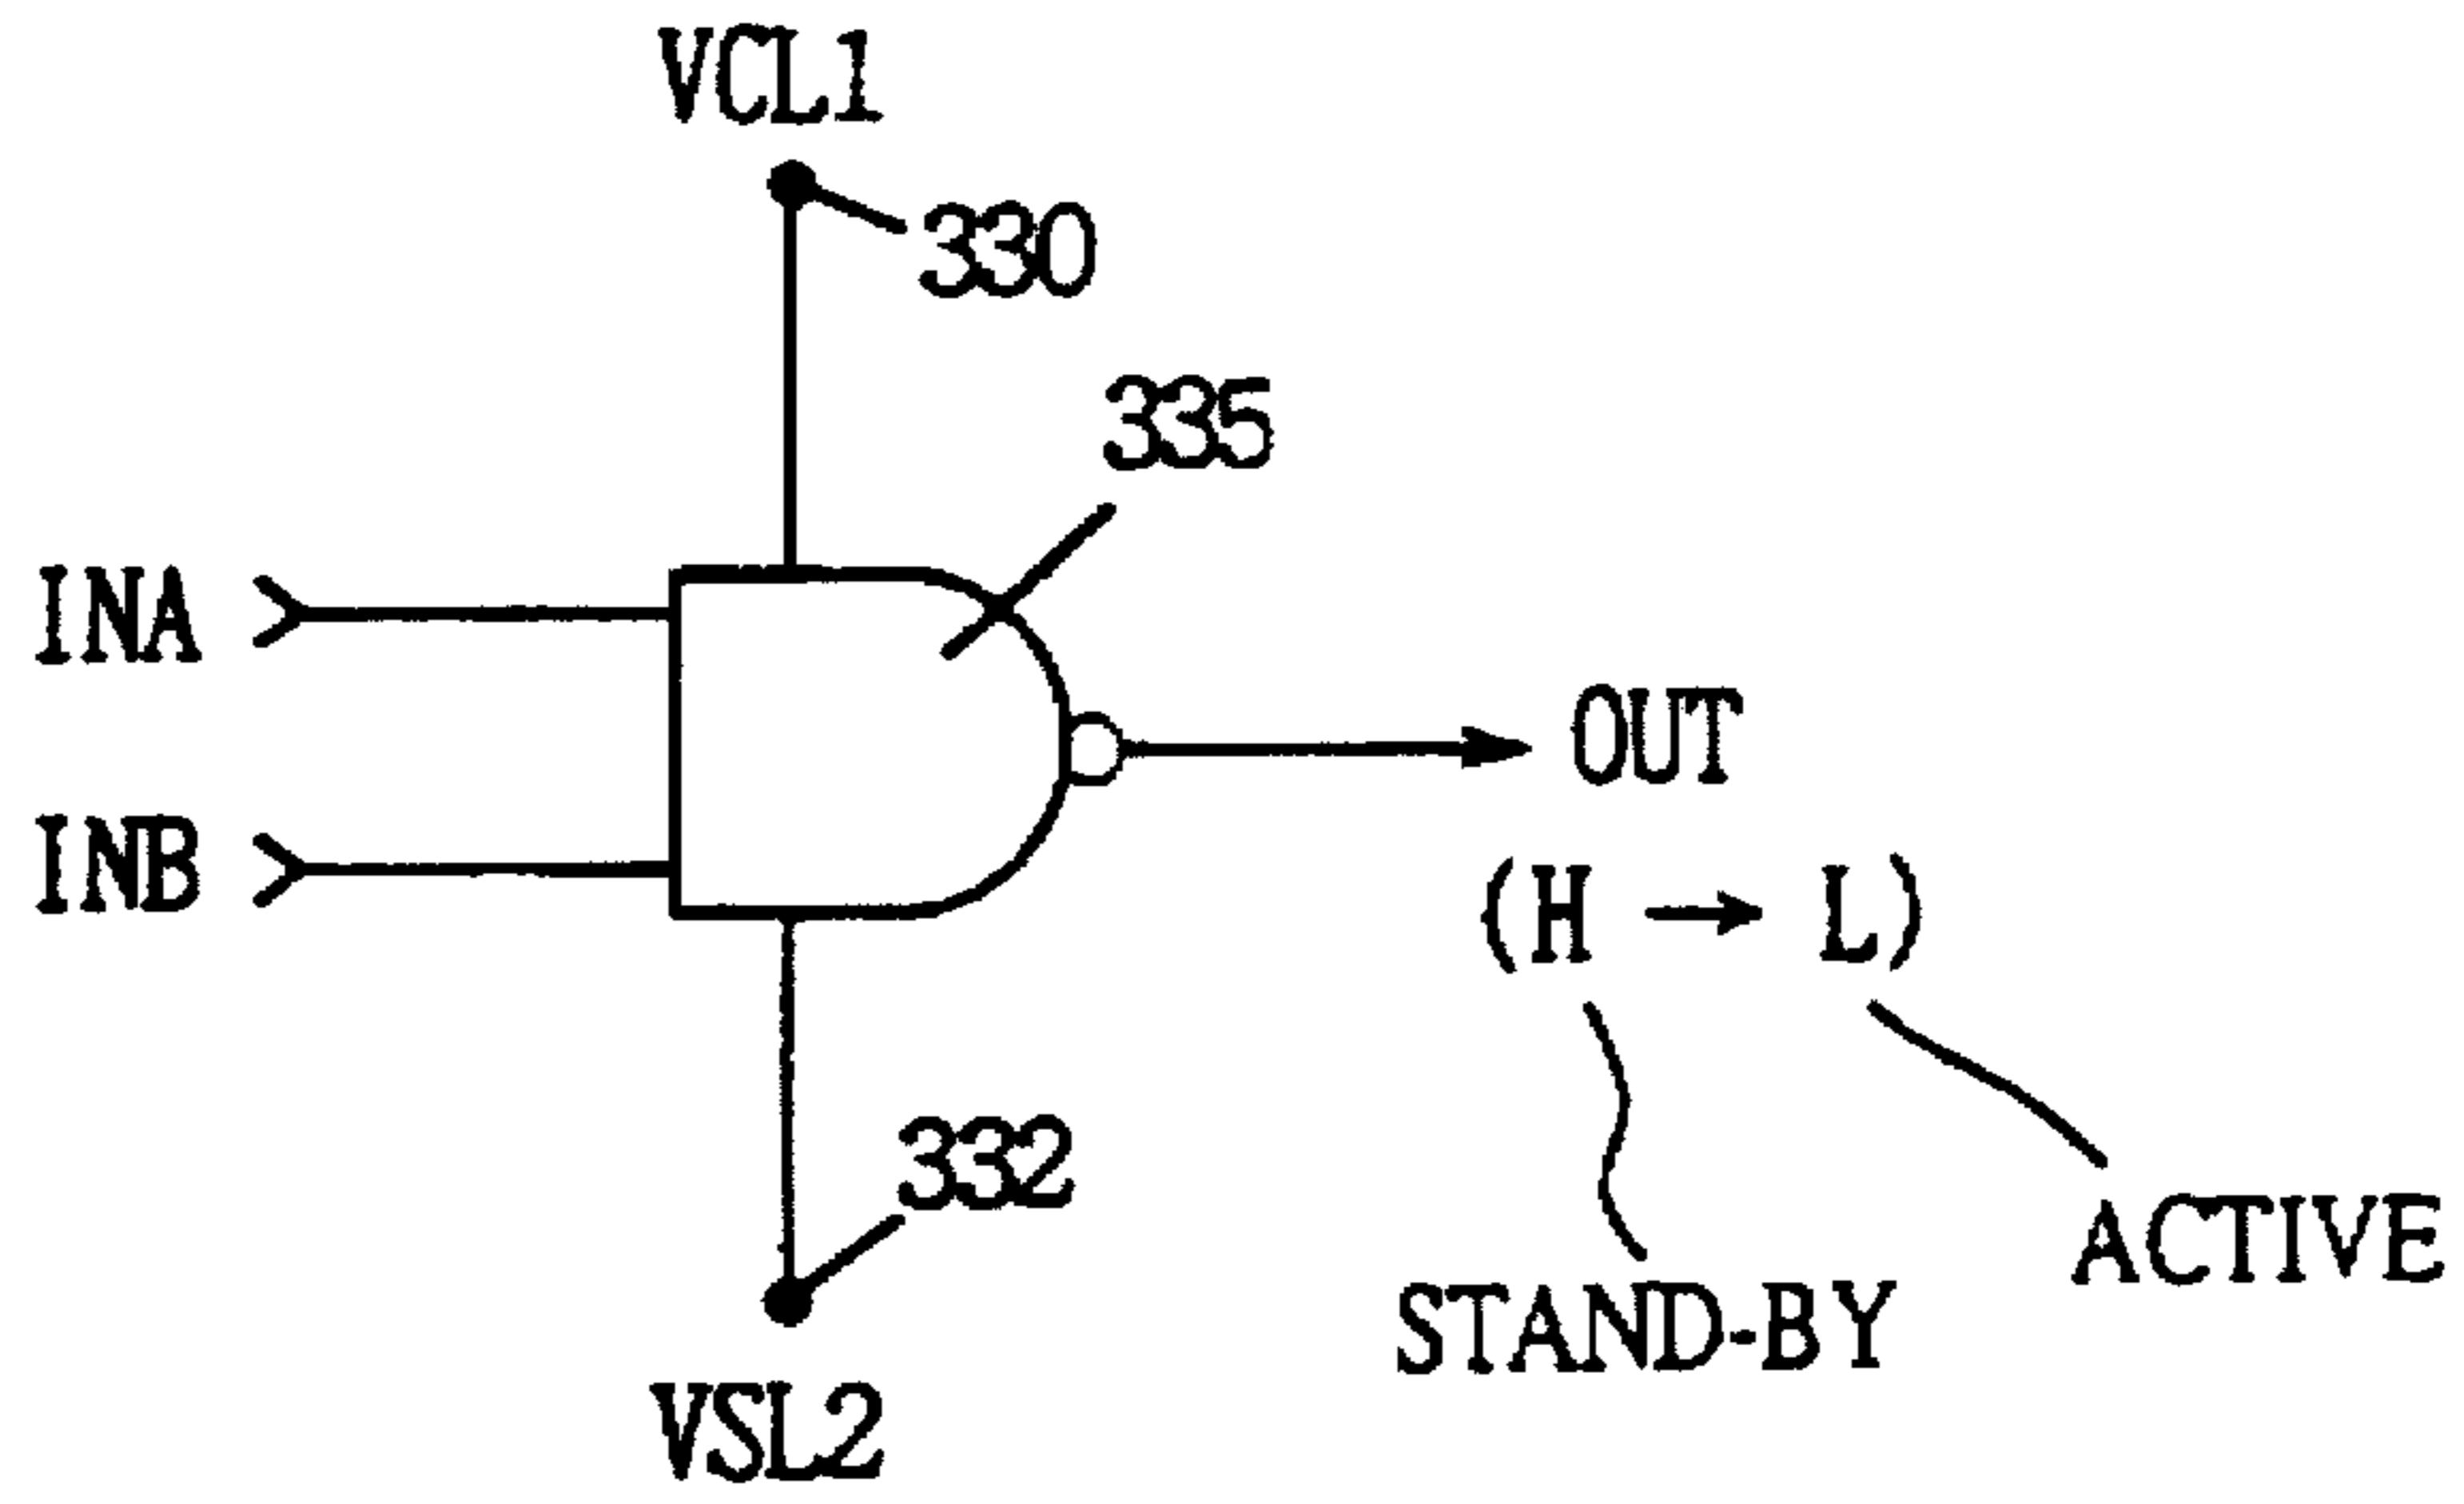 VCL1
330
335
INA
OUT
INB
(H → L)
332
ACTIVE
STAND-BY
VSL2